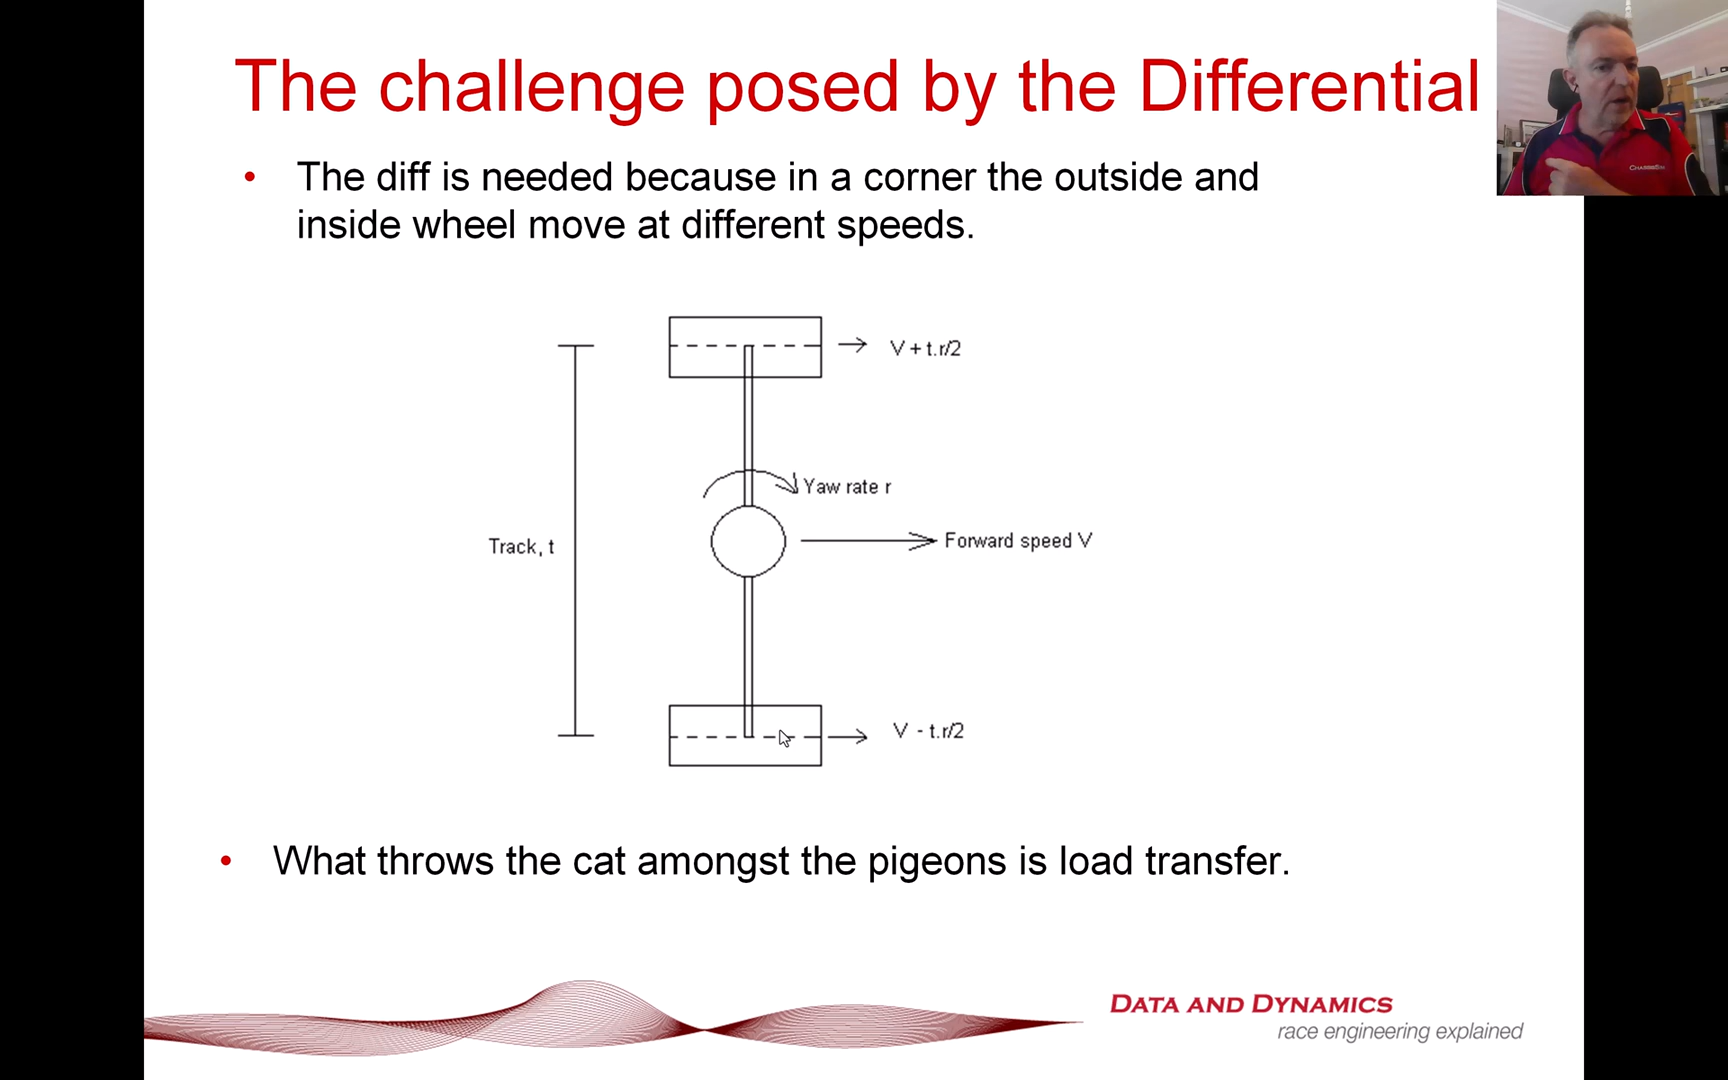 The challenge posed by the Differential
• The diff is needed because in a corner the outside and
inside wheel move at different speeds.
V + t.r/2
Yaw rate r
Forward speed V
Track, t
V - t.r/2
• What throws the cat amongst the pigeons is load transfer.
DATA AND DYNAMICS
race engineering explained